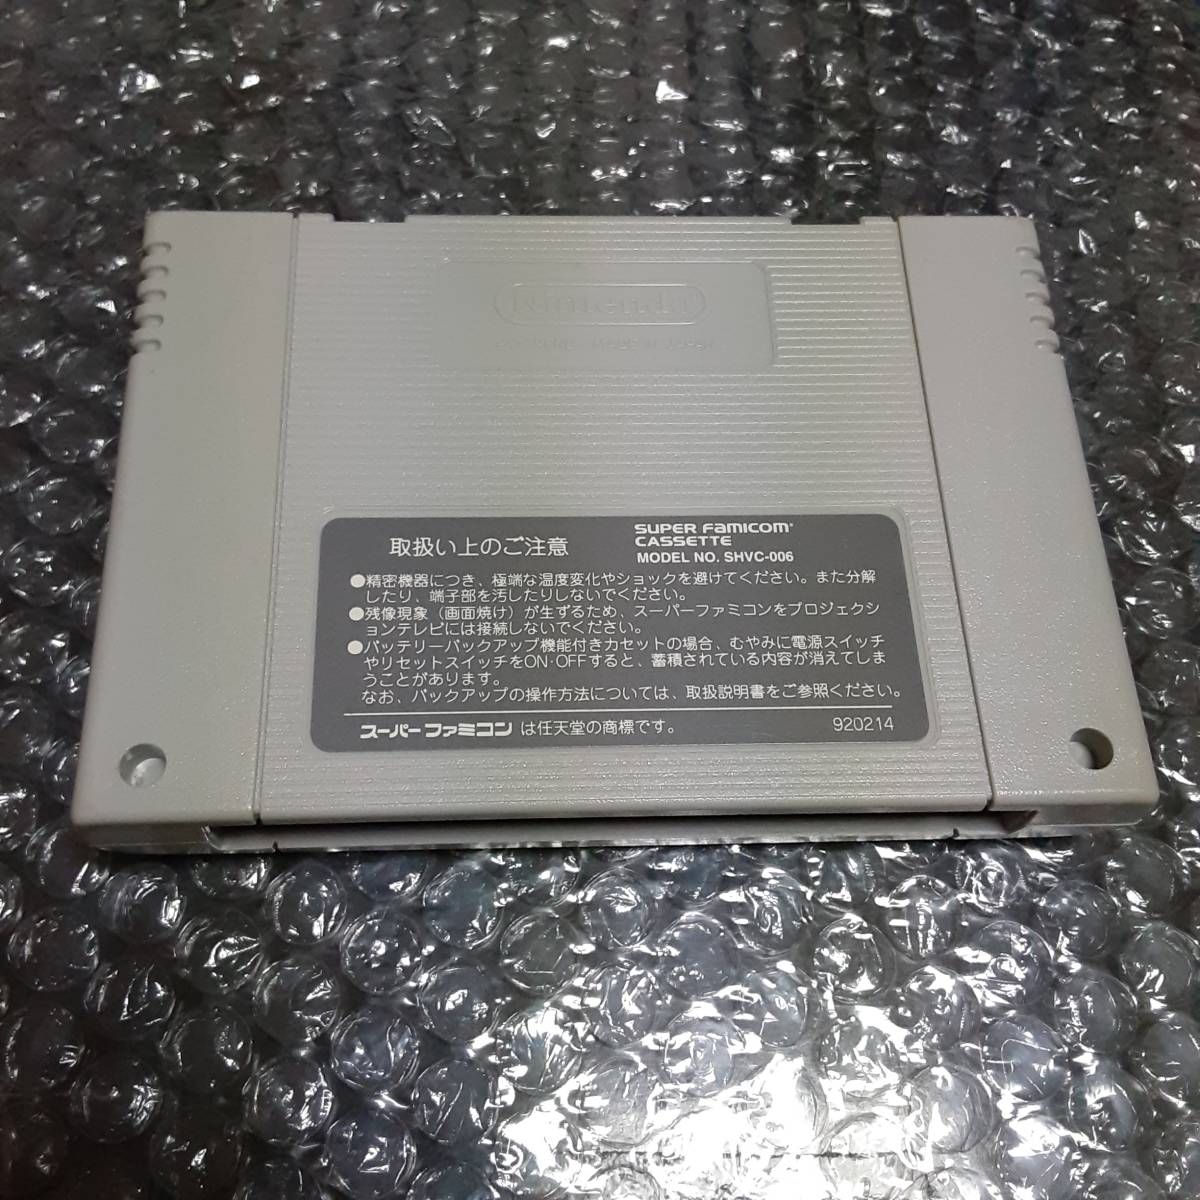 Nintendo
MADE IN JAPAN
取扱い上のご注意
SUPER FAMICOM
CASSETTE
MODEL NO. SHVC-006
●精密機器につき、極端な温度変化やショックを避けてください。また分解
したり、端子部を汚したりしないでください。
●残像現象（画面焼け）が生ずるため、スーパーファミコンをプロジェクシ
ョンテレビには接続しないでください。
●バッテリーバックアップ機能付きカセットの場合、むやみに電源スイッチ
やリセットスイッチをON·OFFすると、蓄積されている内容が消えてしま
うことがあります。
なお、バックアップの操作方法については、取扱説明書をご参照ください。
スーパーファミコンは任天堂の商標です。
920214